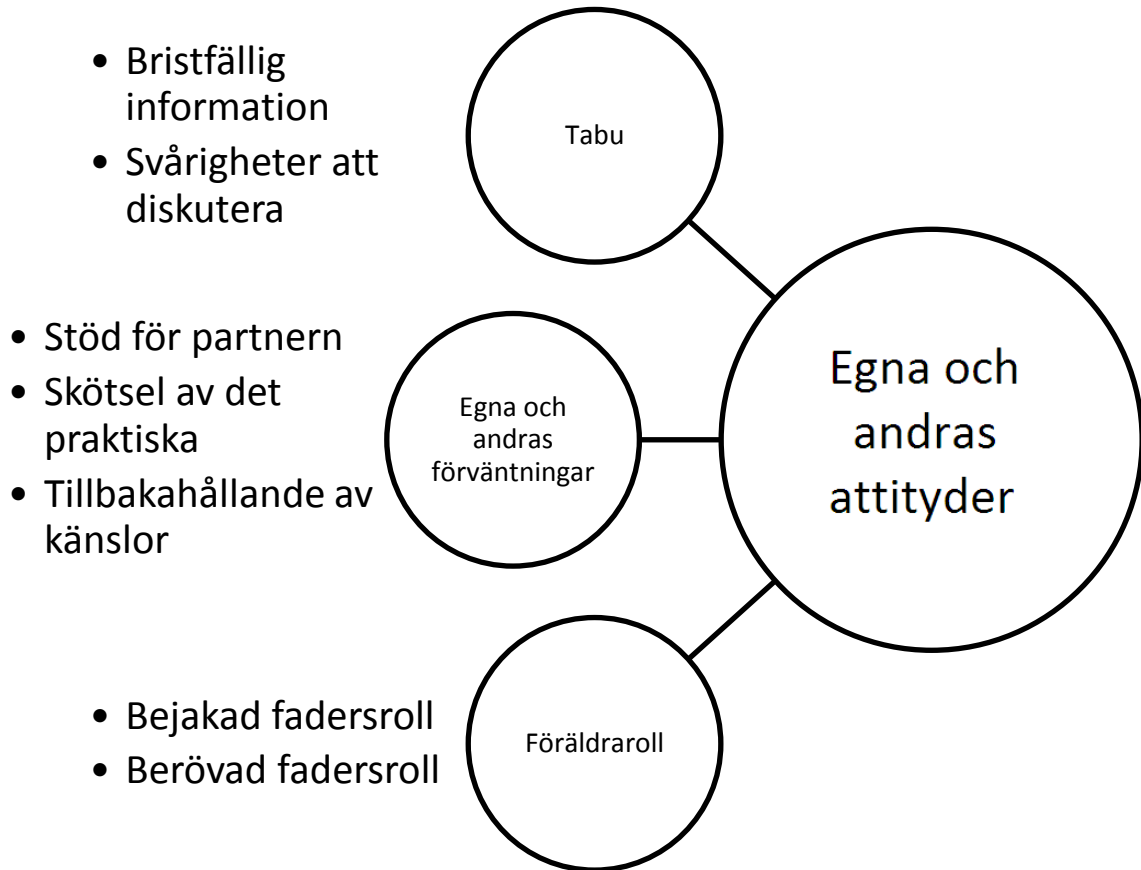 • Bristfällig
information
• Svårigheter att
diskutera
Tabu
• Stöd för partnern
• Skötsel av det
praktiska
• Tillbakahållande av
känslor
Egna och
andras
förväntningar
Egna och
andras
attityder
• Bejakad fadersroll
• Berövad fadersroll
Föräldraroll